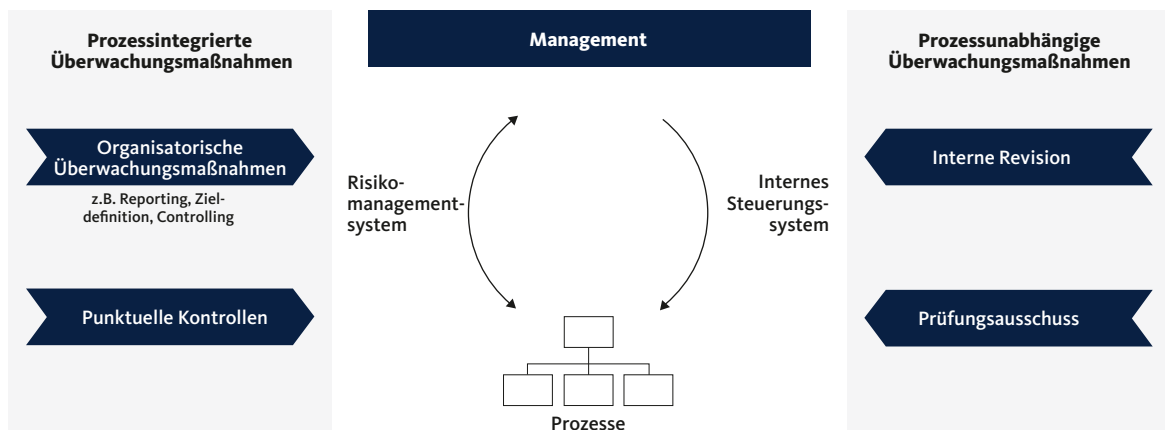 Prozessintegrierte
Überwachungsmaßnahmen
Organisatorische
Überwachungsmaßnahmen
z.B. Reporting, Ziel-
definition, Controlling
Punktuelle Kontrollen
Management
Risiko-
management-
system
Internes
Steuerungs-
system
Prozesse
Prozessunabhängige
Überwachungsmaßnahmen
Interne Revision
Prüfungsausschuss